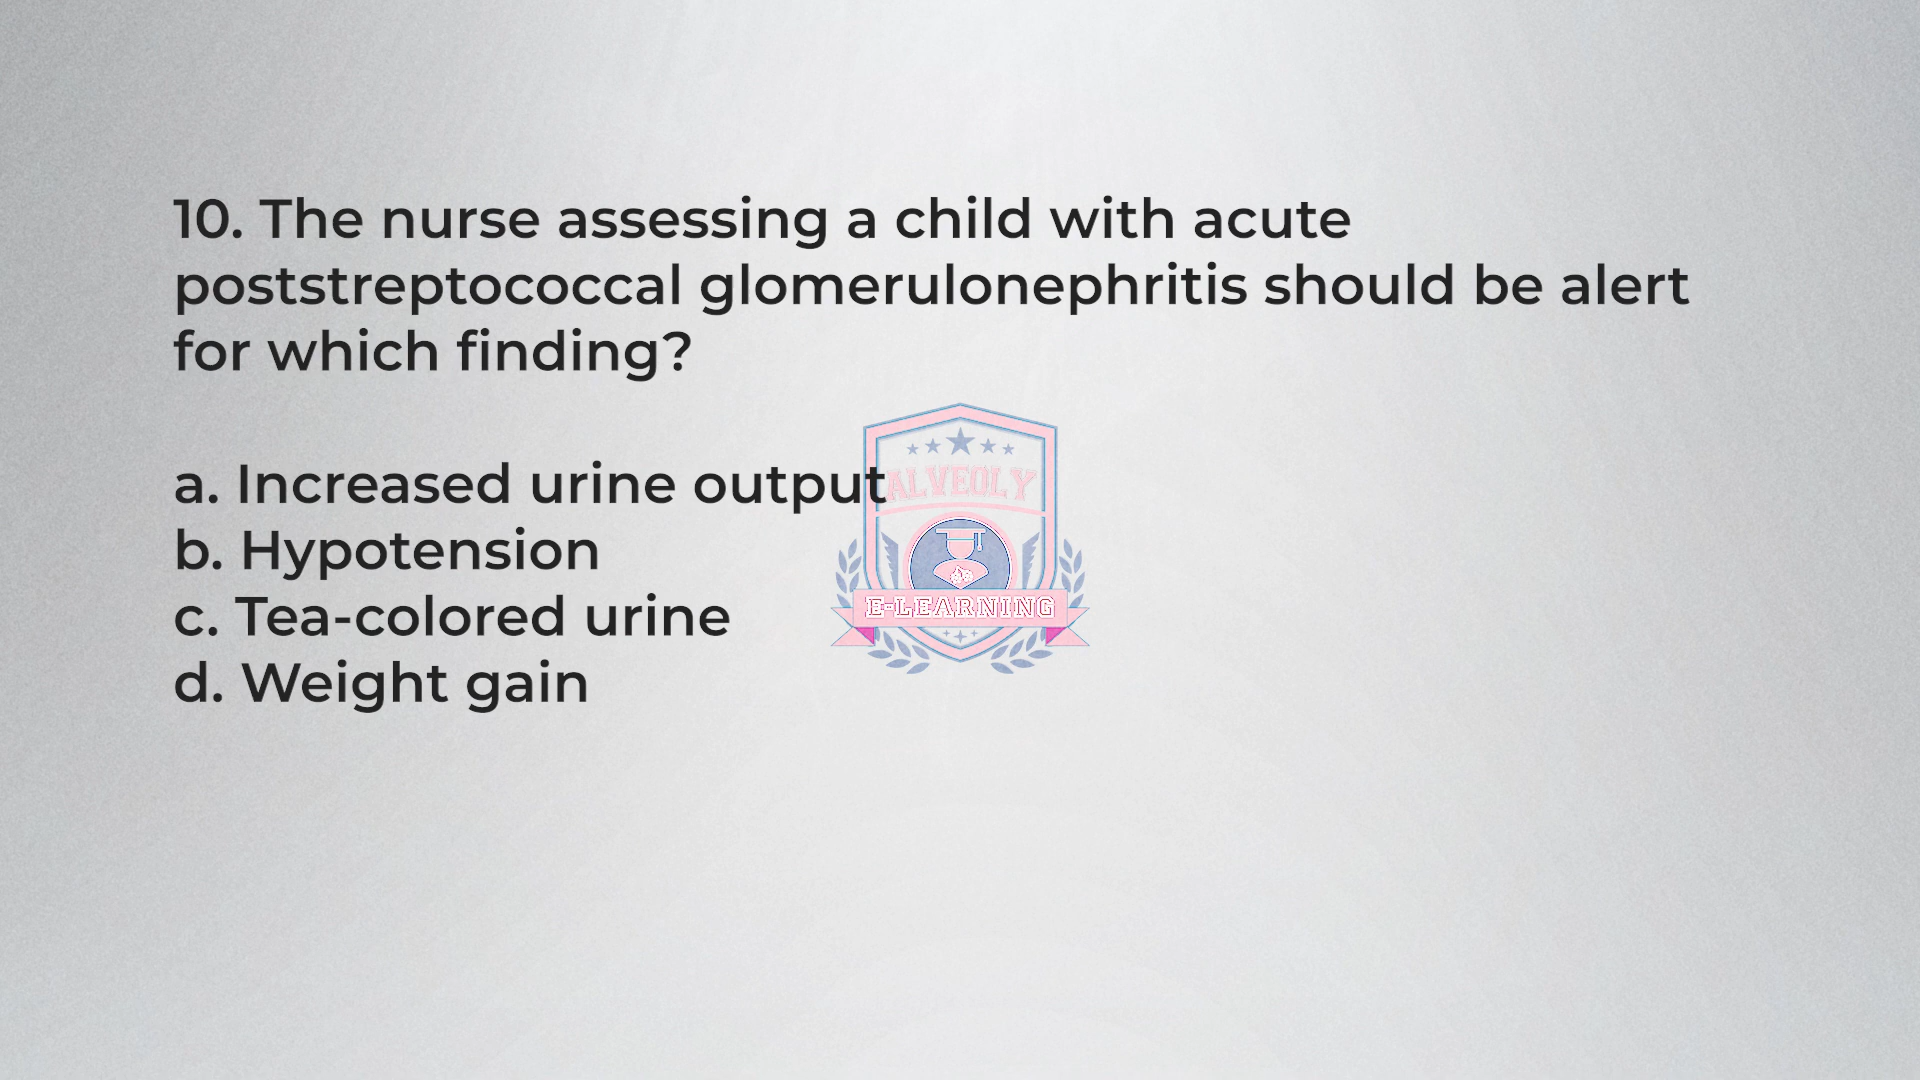 10. The nurse assessing a child with acute
poststreptococcal glomerulonephritis should be alert
for which finding?
a. Increased urine output
b. Hypotension
c. Tea-colored urine
d. Weight gain
ALVEOLY
E-LEARNING